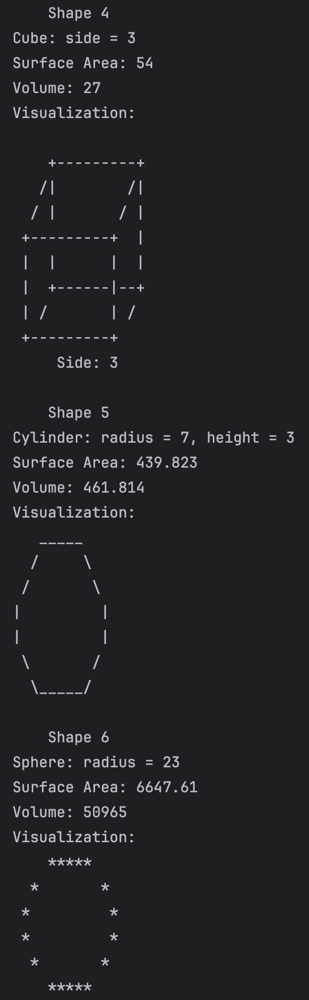 Shape 4
Cube: side = 3
Surface Area: 54
Volume: 27
Visualization:

    +---------+
   /|        /|
  / |       / |
 +---------+  |
 |  |      |  |
 |  +------|--+
 | /       | /
 +---------+
     Side: 3

    Shape 5
Cylinder: radius = 7, height = 3
Surface Area: 439.823
Volume: 461.814
Visualization:
   _____
  /     \
 /       \
|         |
|         |
 \       /
  \_____/

    Shape 6
Sphere: radius = 23
Surface Area: 6647.61
Volume: 50965
Visualization:
    *****
  *       *
 *         *
 *         *
  *       *
    *****